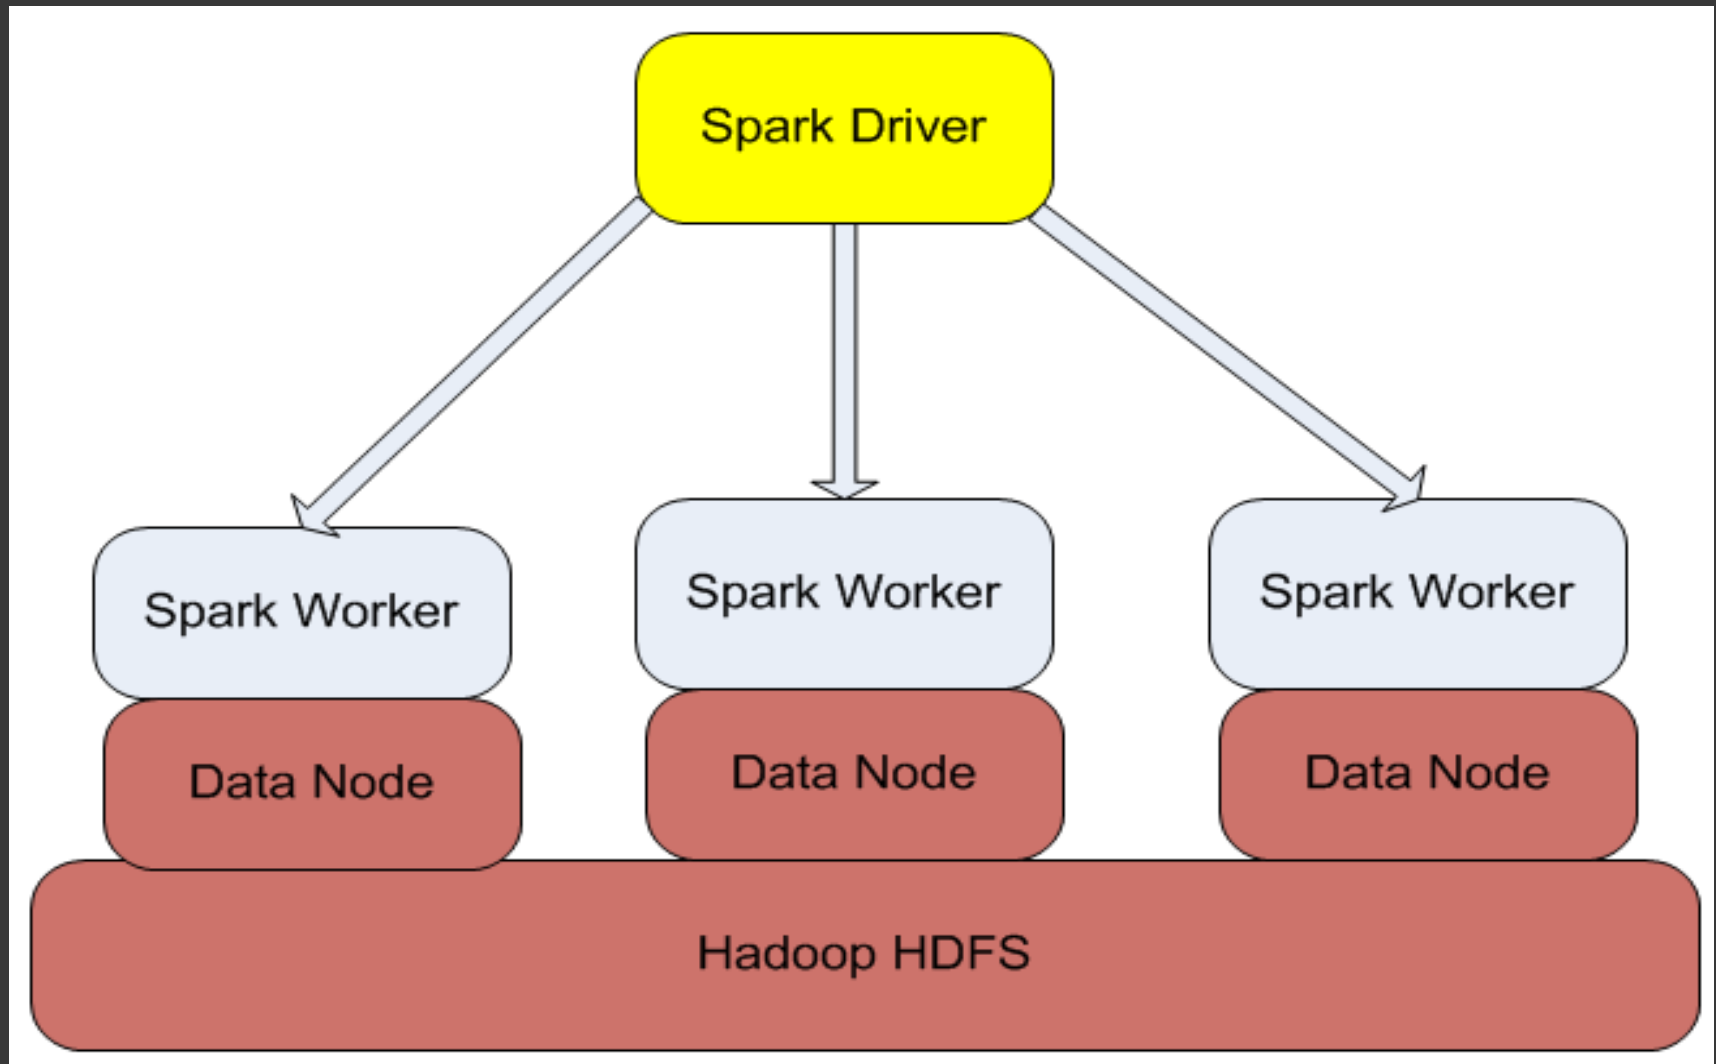 Spark Driver
Spark Worker
Spark Worker
Spark Worker
Data Node
Data Node
Data Node
Hadoop HDFS